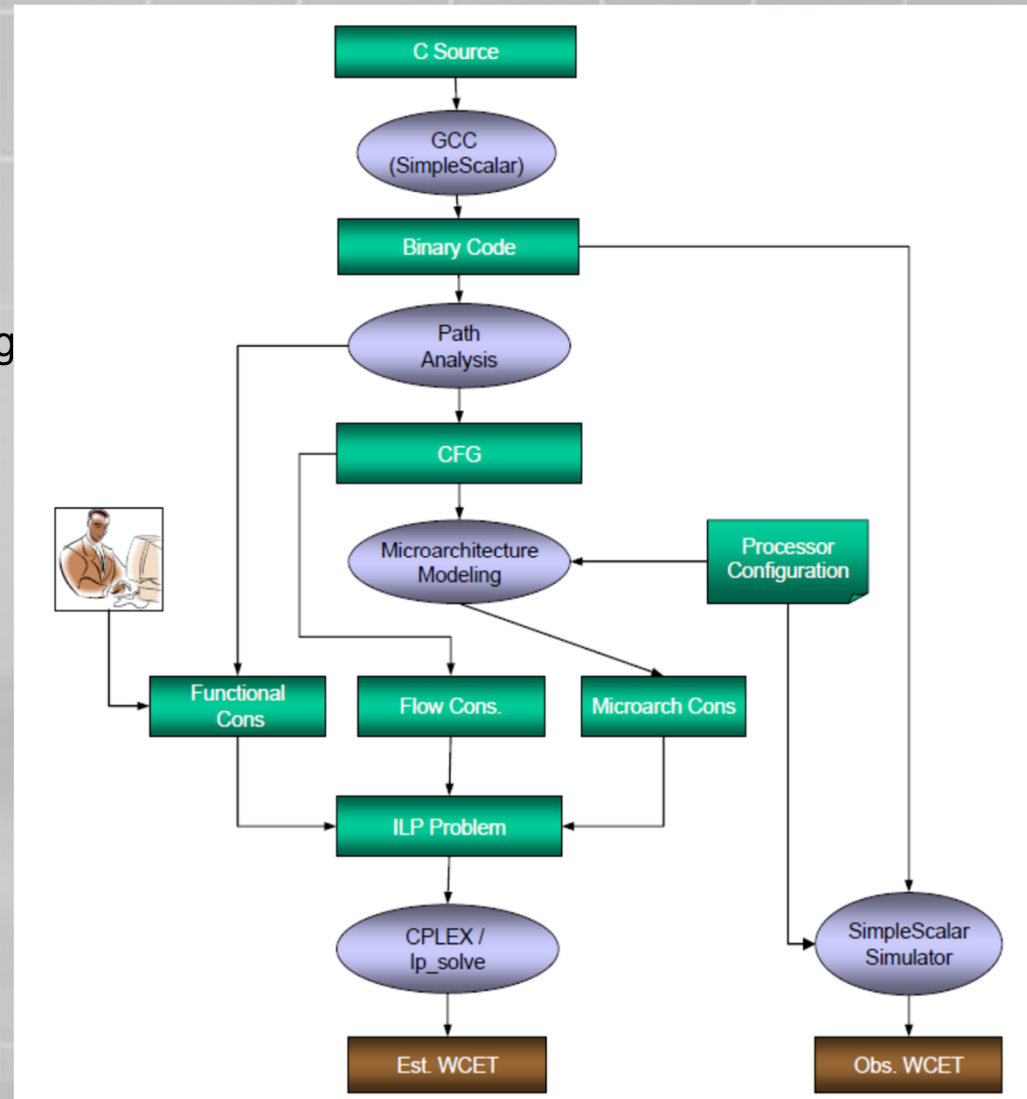 C Source
GCC
(SimpleScalar)
Binary Code
g
Path
Analysis
CFG
Microarchitecture
Modeling
Processor
Configuration
Functional
Cons
Flow Cons.
Microarch Cons
ILP Problem
CPLEX /
lp_solve
SimpleScalar
Simulator
Est. WCET
Obs. WCET